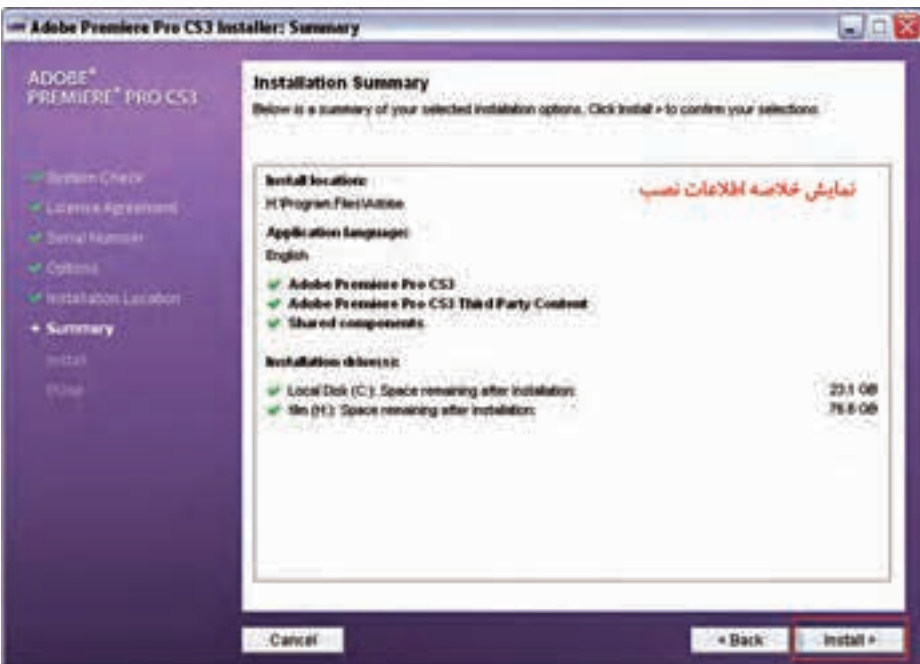 Adobe Premiere Pro CS3 Installer: Summary
ADOBE®
PREMIERE® PRO CS3
System Check
License Agreement
Serial Number
Options
Installation Location
Summary
Install
Finish
Installation Summary
Below is a summary of your selected installation options. Click Install > to confirm your selections.
نمایش خلاصه اطلاعات نصب
Install location:
H:\Program Files\Adobe
Application language:
English
Adobe Premiere Pro CS3
Adobe Premiere Pro CS3 Third Party Content
Shared components
Installation drive(s):
Local Disk (C:): Space remaining after installation: 23.1 GB
(H:): Space remaining after installation: 76.6 GB
Cancel
< Back
Install >